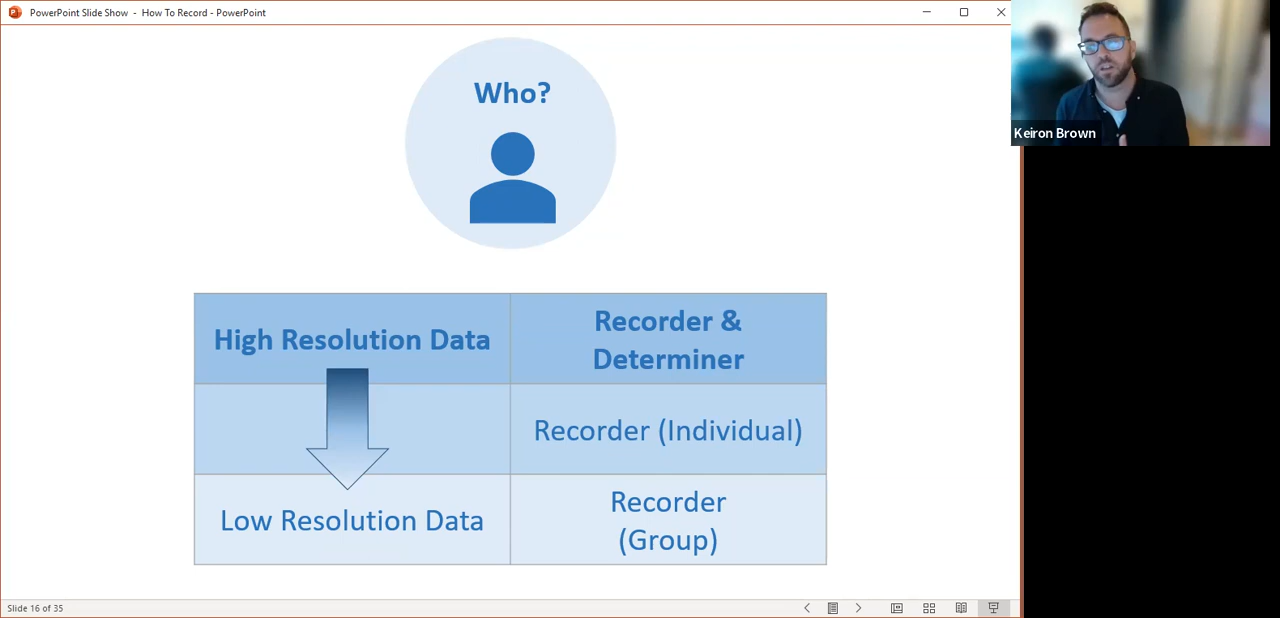 PowerPoint Slide Show - How To Record - PowerPoint
Who?
Keiron Brown
High Resolution Data
Recorder &
Determiner
Recorder (Individual)
Low Resolution Data
Recorder
(Group)
Slide 16 of 35